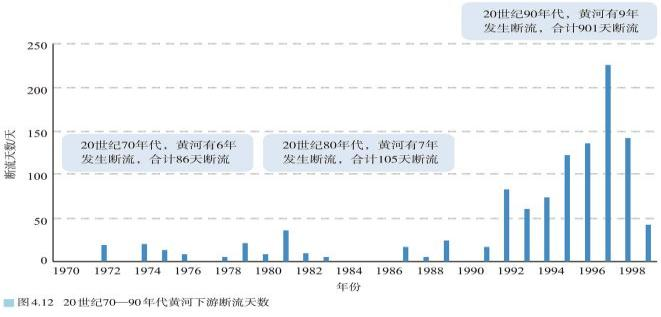 20世纪90年代，黄河有9年
发生断流，合计901天断流
250
200
150
100
50
0
断流天数/天
20世纪70年代，黄河有6年
发生断流，合计86天断流
20世纪80年代，黄河有7年
发生断流，合计105天断流
1970 1972 1974 1976 1978 1980 1982 1984 1986 1988 1990 1992 1994 1996 1998
年份
图4.12 20世纪70—90年代黄河下游断流天数